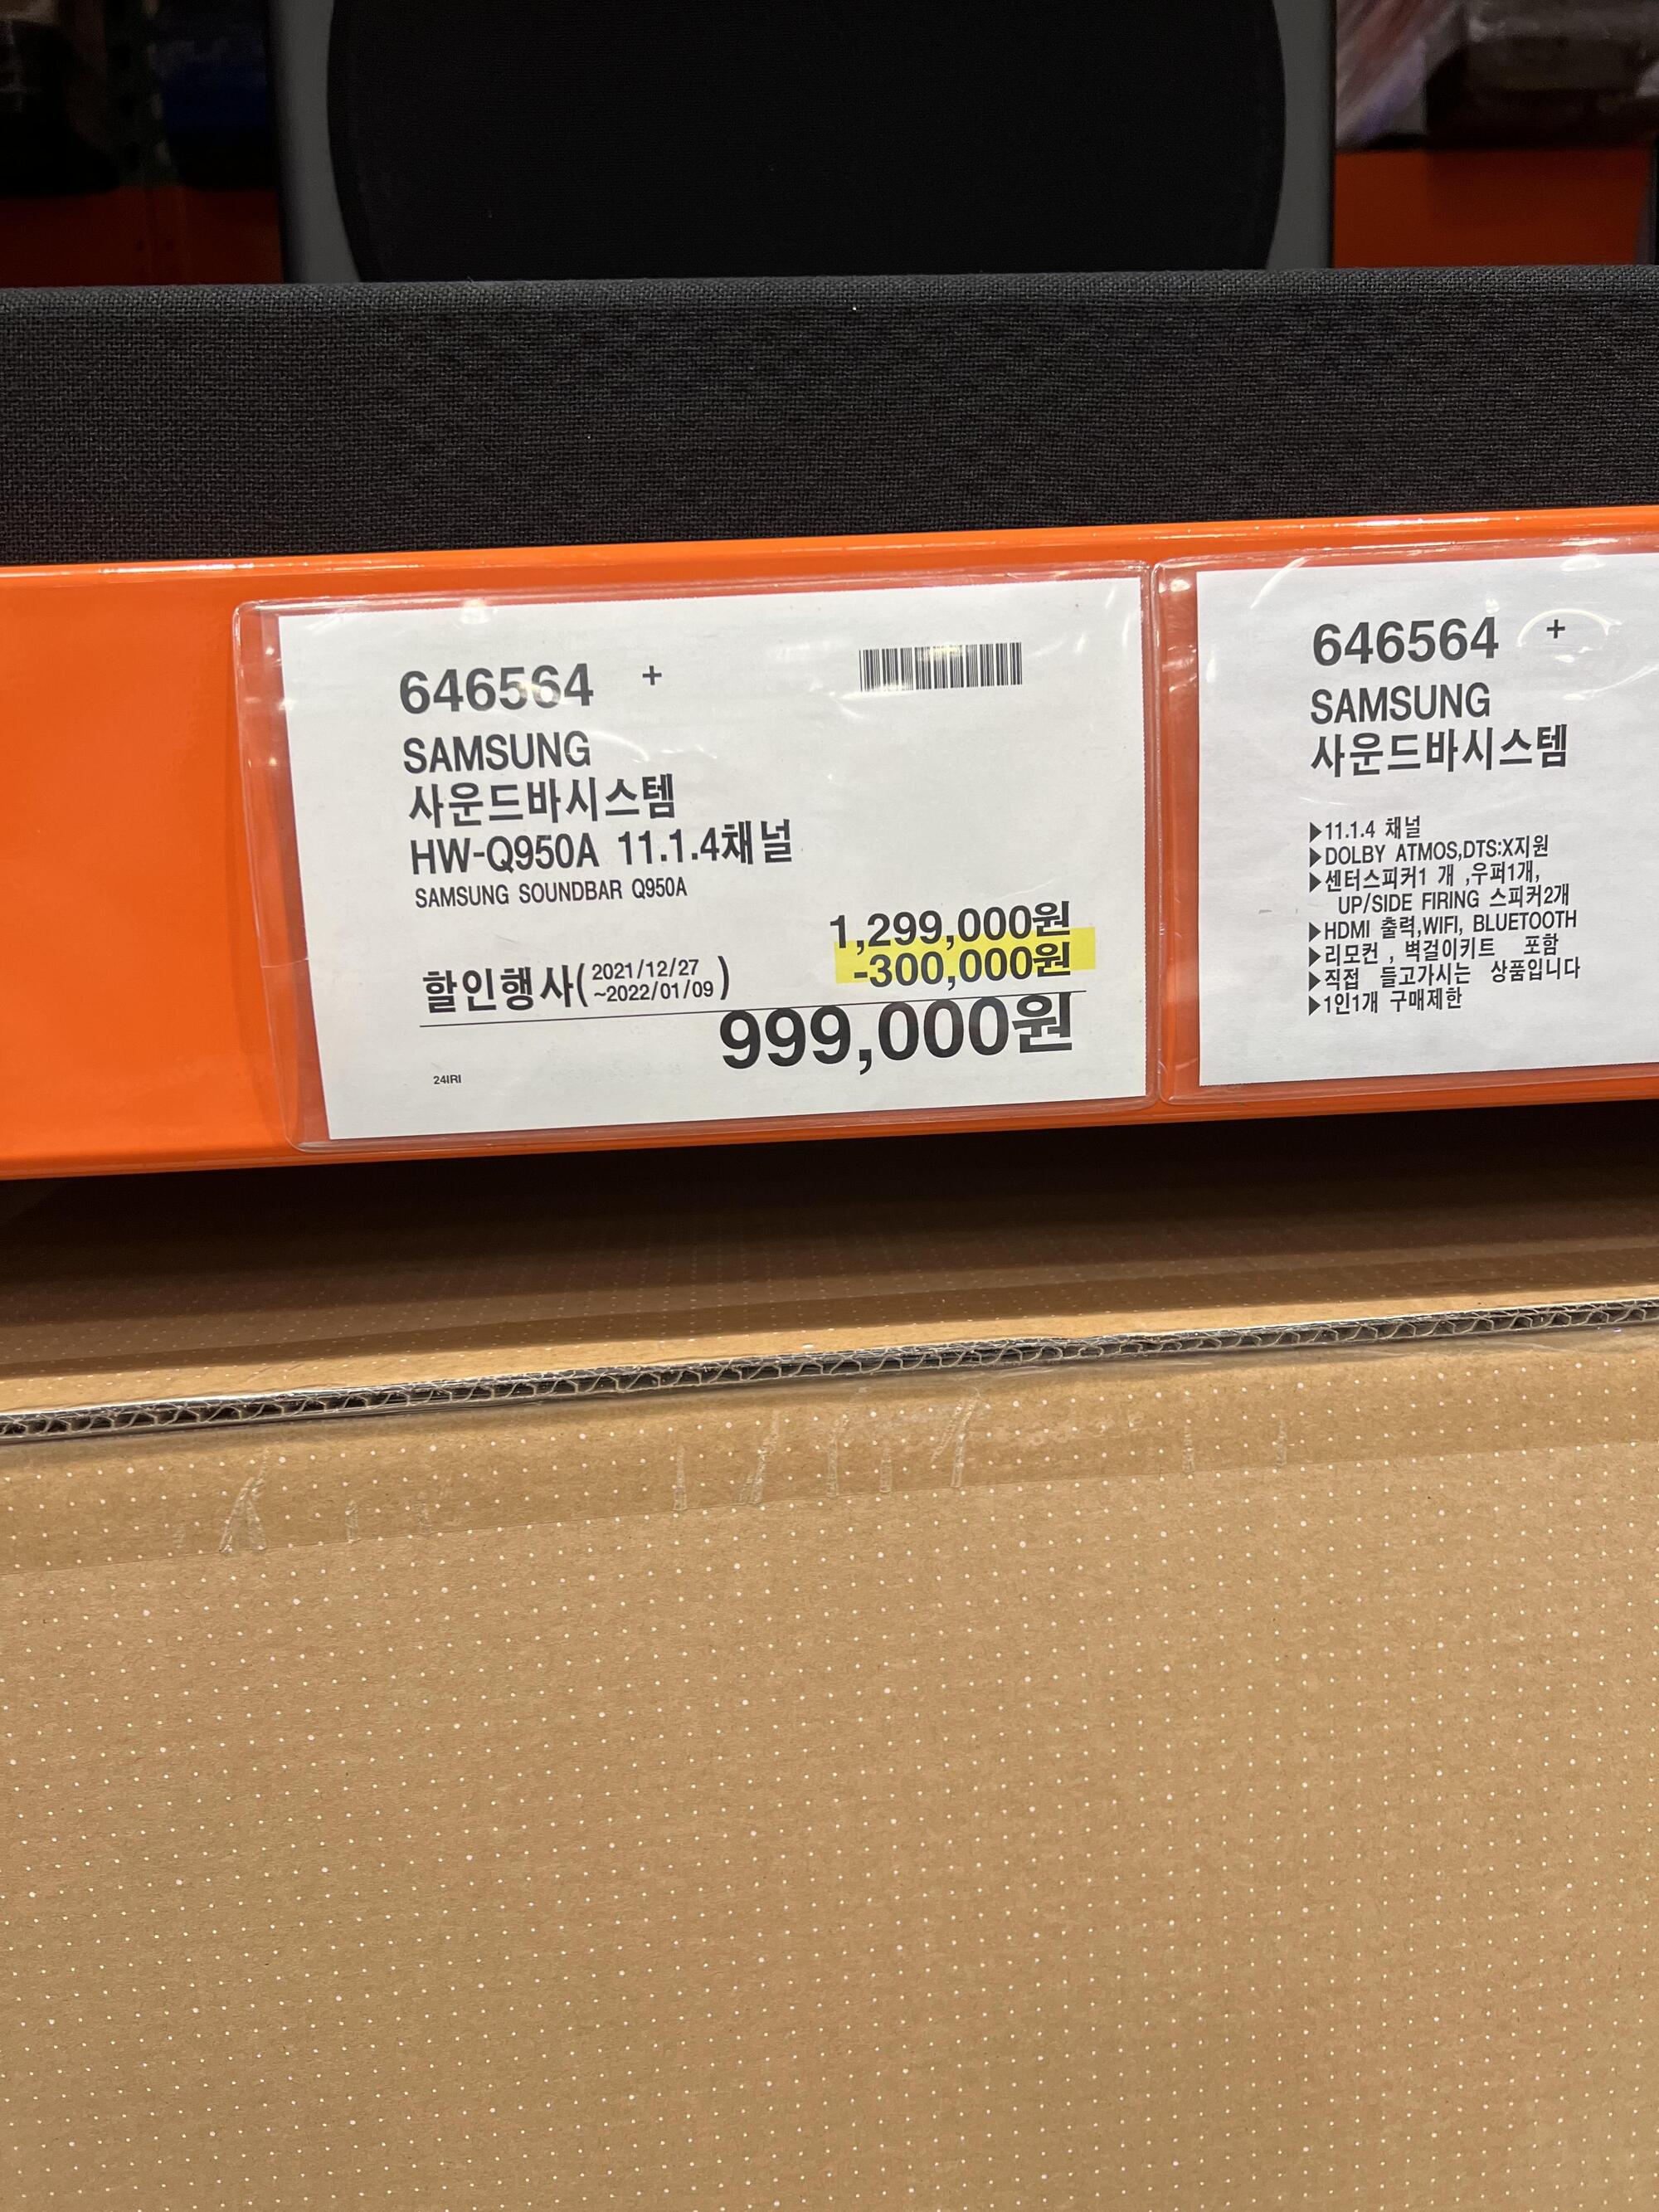 646564 +
SAMSUNG
사운드바시스템
HW-Q950A 11.1.4채널
SAMSUNG SOUNDBAR Q950A
1,299,000원
-300,000원
할인행사(2021/12/27
~2022/01/09)
999,000원
24IRI
646564 +
SAMSUNG
사운드바시스템
▶11.1.4 채널
▶DOLBY ATMOS,DTS:X지원
▶센터스피커1 개 ,우퍼1개,
UP/SIDE FIRING 스피커2개
▶HDMI 출력,WIFI, BLUETOOTH
▶리모컨 , 벽걸이키트 포함
▶직접 들고가시는 상품입니다
▶1인1개 구매제한